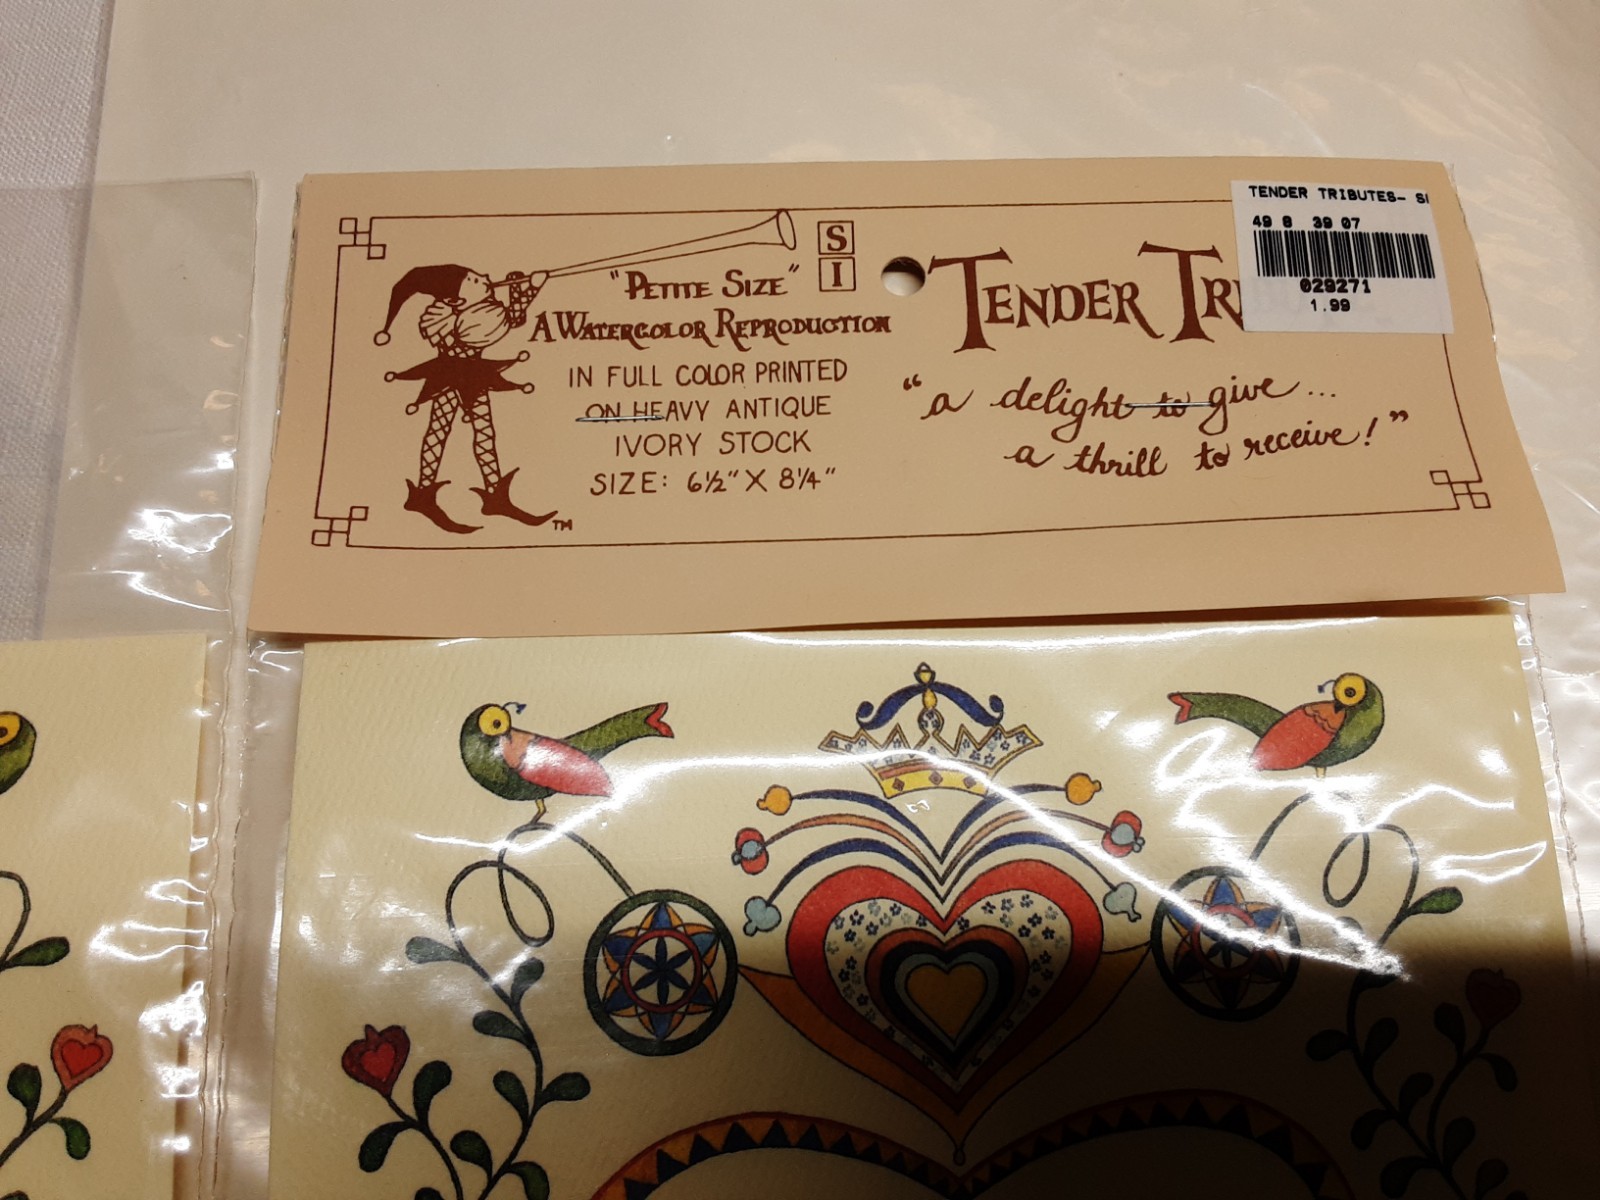 "PETITE SIZE"
A WATERCOLOR REPRODUCTION
IN FULL COLOR PRINTED
ON HEAVY ANTIQUE
IVORY STOCK
SIZE: 6½" X 8¼"
TM
S
I
TENDER TRI
"a delight to give...
a thrill to receive!"
TENDER TRIBUTES- S
49 8 39 07
029271
1.99